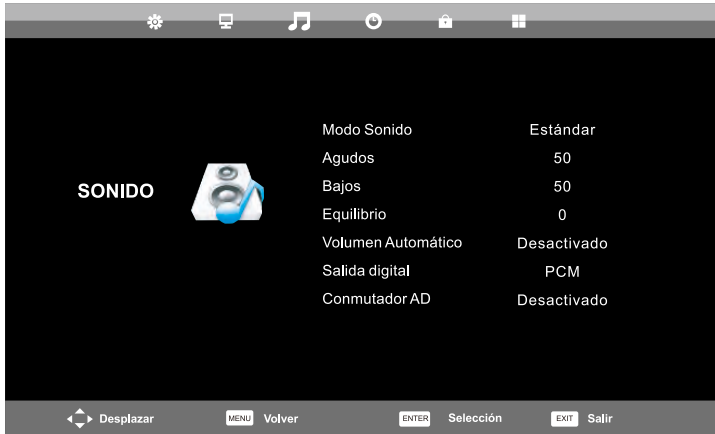 SONIDO
Modo Sonido Estándar
Agudos 50
Bajos 50
Equilibrio 0
Volumen Automático Desactivado
Salida digital PCM
Conmutador AD Desactivado
Desplazar MENU Volver ENTER Selección EXIT Salir